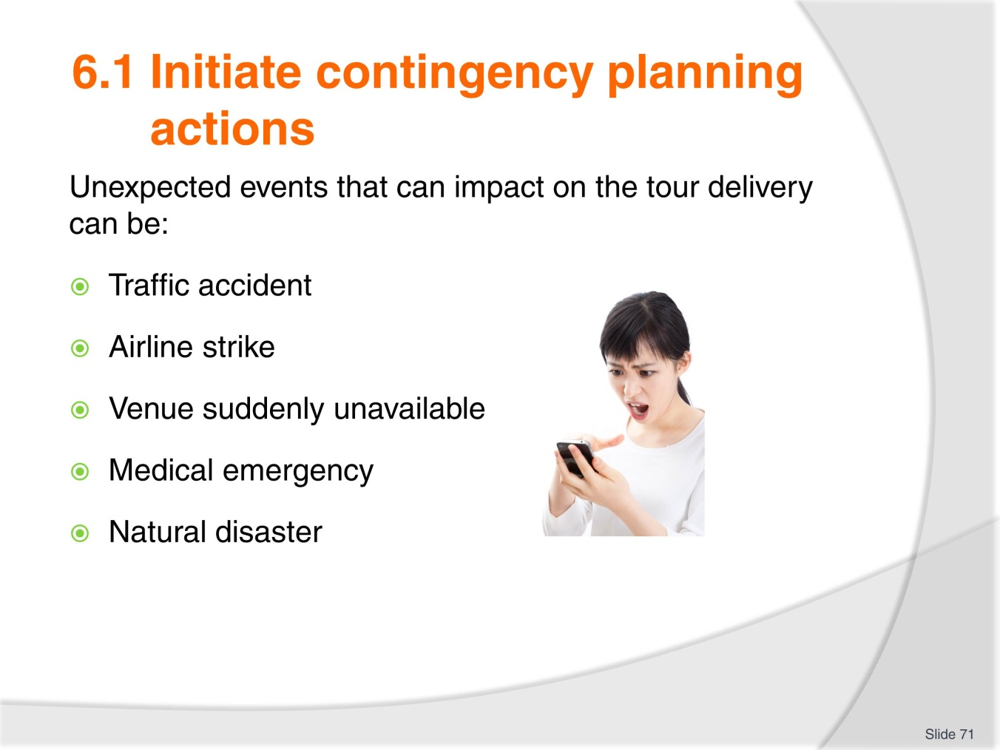 6.1 Initiate contingency planning
actions
Unexpected events that can impact on the tour delivery
can be:
Traffic accident
Airline strike
Venue suddenly unavailable
Medical emergency
Natural disaster
Slide 71